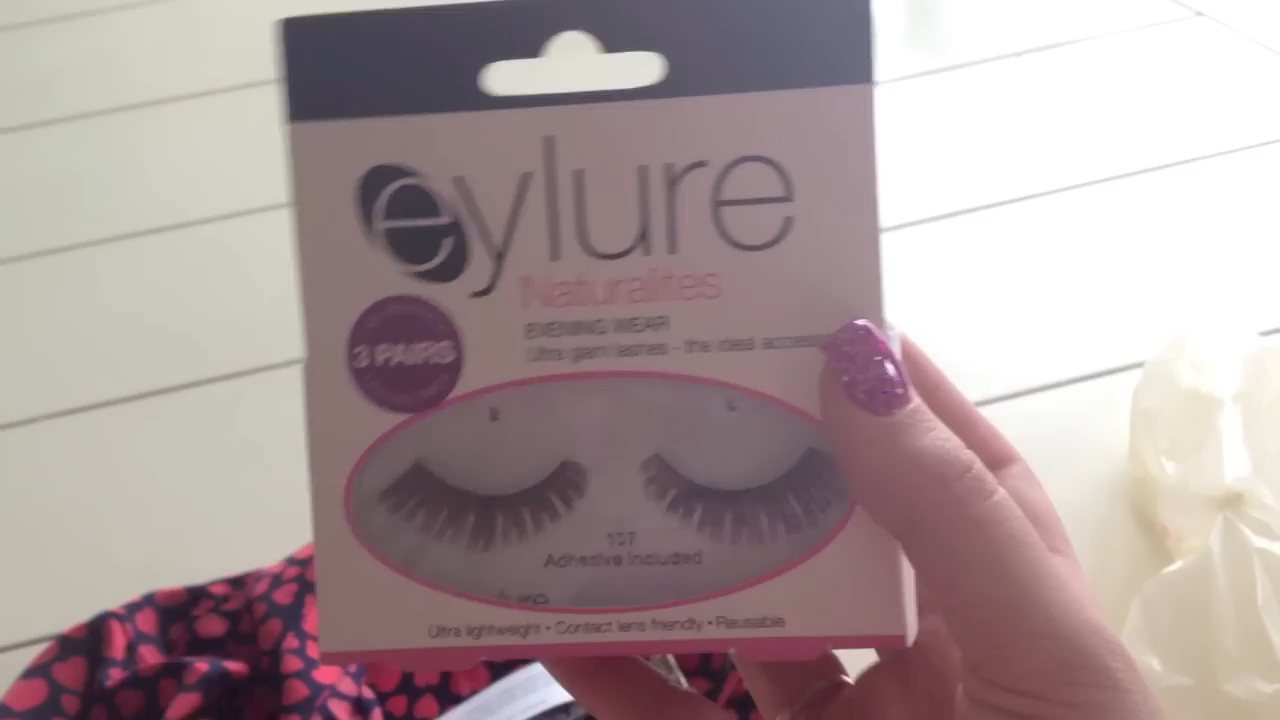 eylure
Naturalites
EVENING WEAR
Ultra glam lashes - the ideal
3 PAIRS
R L
107
Adhesive included
Ultra lightweight • Contact lens friendly • Reusable